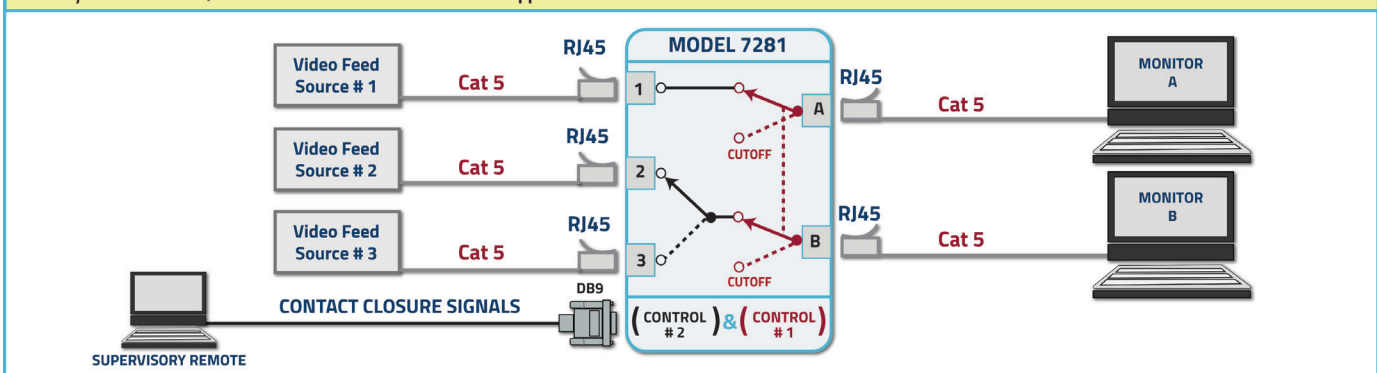 MODEL 7281
Video Feed
Source # 1
Cat 5
RJ45
1
A
CUTOFF
RJ45
Cat 5
MONITOR
A
Video Feed
Source # 2
Cat 5
RJ45
2
Video Feed
Source # 3
Cat 5
RJ45
3
B
CUTOFF
RJ45
Cat 5
MONITOR
B
CONTACT CLOSURE SIGNALS
DB9
SUPERVISORY REMOTE
(CONTROL # 2) & (CONTROL # 1)